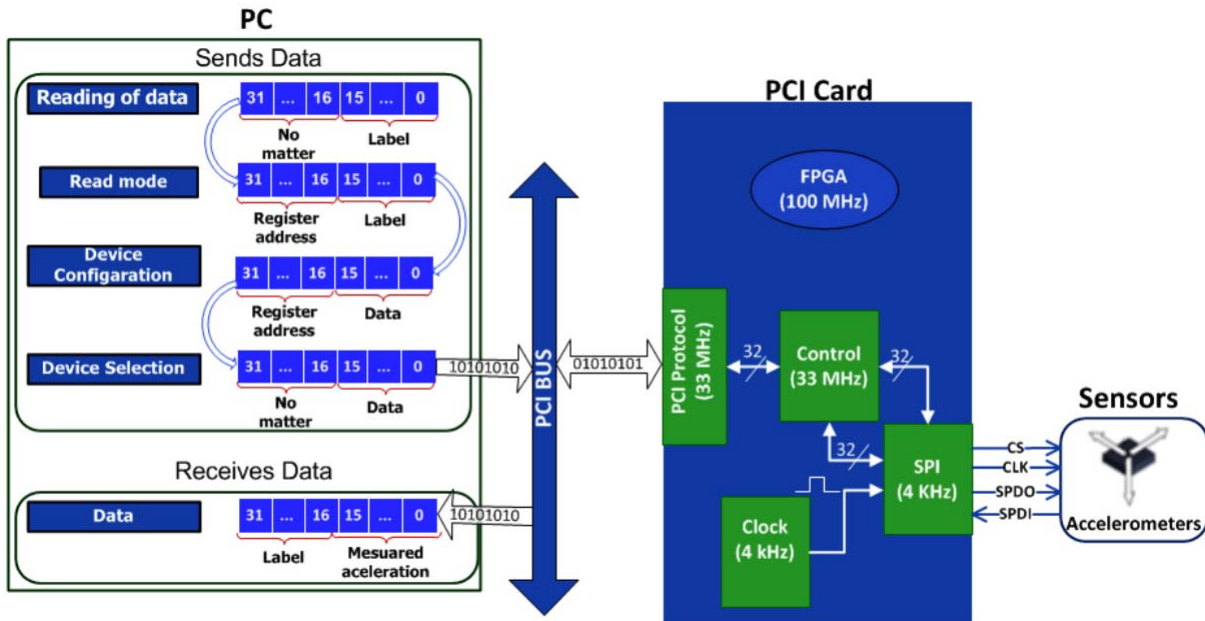 PC
Sends Data
Reading of data
31 ... 16 15 ... 0
No
matter
Label
Read mode
31 ... 16 15 ... 0
Register
address
Label
Device
Configaration
31 ... 16 15 ... 0
Register
address
Data
Device Selection
31 ... 16 15 ... 0
No
matter
Data
10101010
Receives Data
Data
31 ... 16 15 ... 0
Label
Mesuared
aceleration
10101010
PCI BUS
01010101
PCI Card
FPGA
(100 MHz)
PCI Protocol
(33 MHz)
32
Control
(33 MHz)
32
32
SPI
(4 KHz)
Clock
(4 kHz)
CS
CLK
SPDO
SPDI
Sensors
Accelerometers